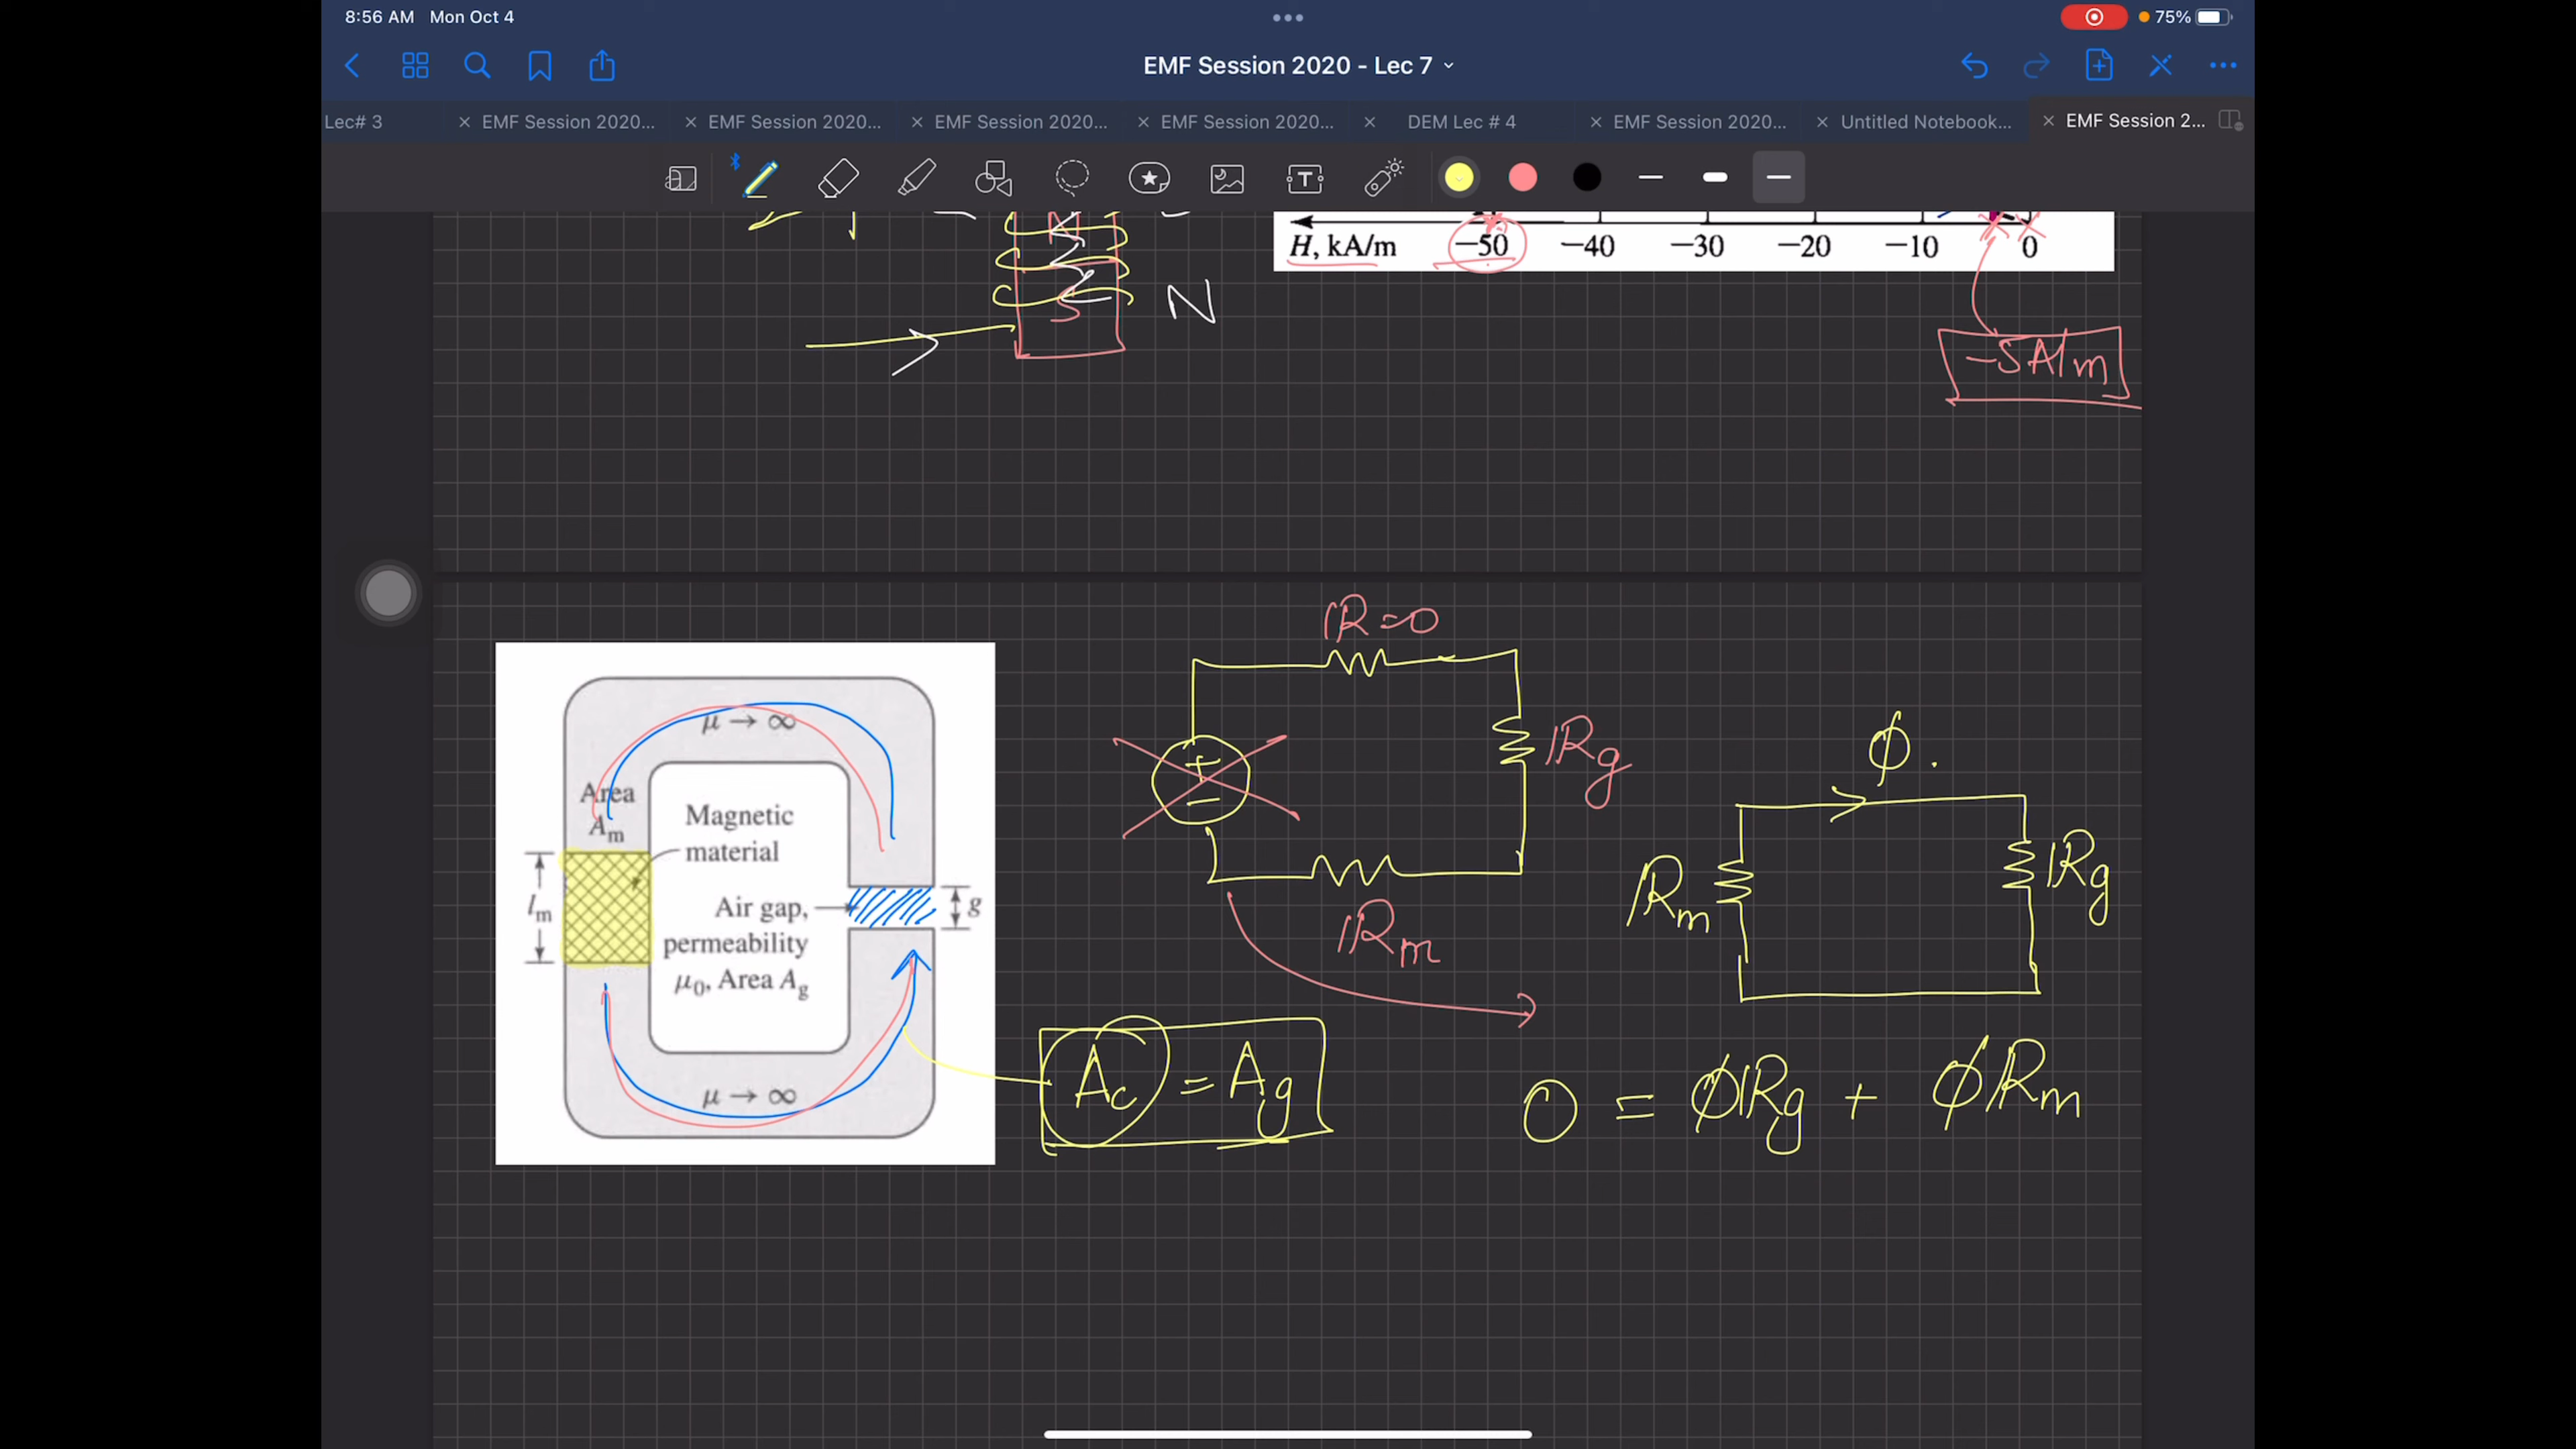 8:56 AM Mon Oct 4
75%
EMF Session 2020 - Lec 7
Lec# 3
EMF Session 2020...
EMF Session 2020...
EMF Session 2020...
EMF Session 2020...
DEM Lec # 4
EMF Session 2020...
Untitled Notebook...
EMF Session 2...
N
S
N
H, kA/m
−50 −40 −30 −20 −10 0
-5A/m
μ → ∞
Area
Am
Magnetic
material
lm
Air gap,
permeability
μ0, Area Ag
g
μ → ∞
Ac = Ag
R=0
+
−
Rg
Rm
ϕ.
Rm
Rg
0 = ϕRg + ϕRm